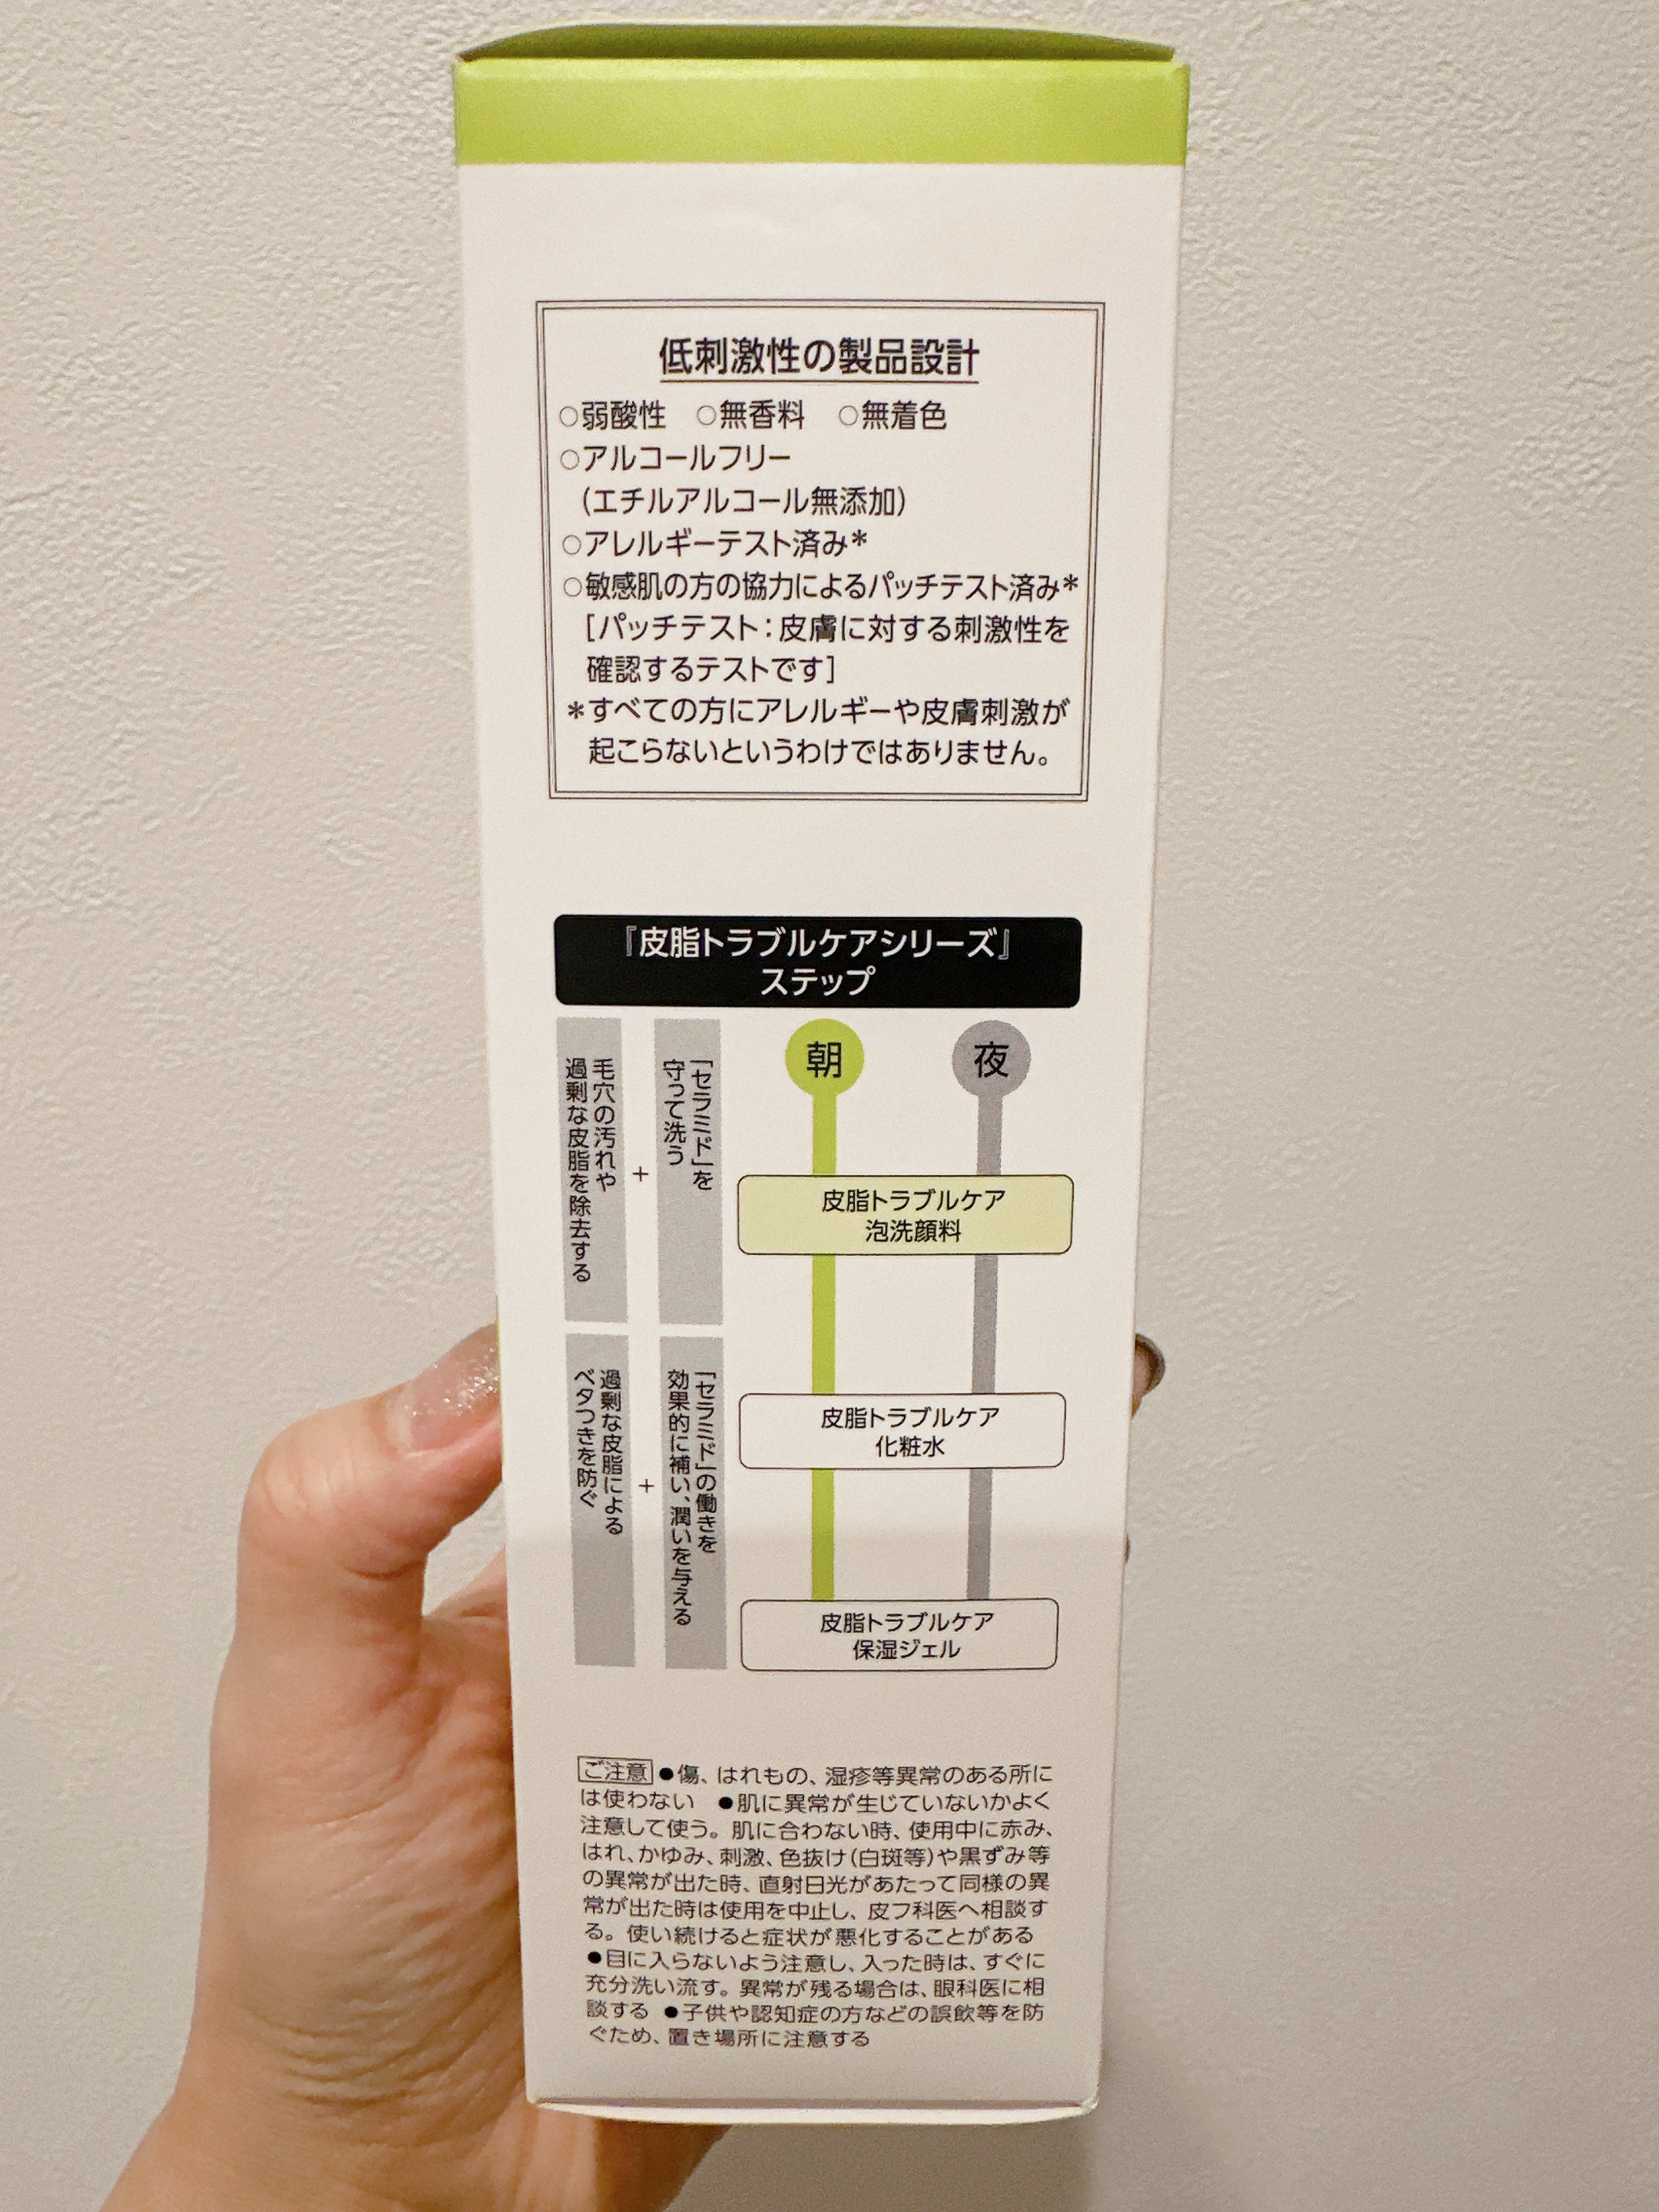 低刺激性の製品設計
○弱酸性　○無香料　○無着色
○アルコールフリー
（エチルアルコール無添加）
○アレルギーテスト済み＊
○敏感肌の方の協力によるパッチテスト済み＊
［パッチテスト：皮膚に対する刺激性を
確認するテストです］
＊すべての方にアレルギーや皮膚刺激が
起こらないというわけではありません。
『皮脂トラブルケアシリーズ』
ステップ
朝
夜
毛穴の汚れや
過剰な皮脂を除去する
＋
「セラミド」を
守って洗う
皮脂トラブルケア
泡洗顔料
過剰な皮脂による
ベタつきを防ぐ
＋
「セラミド」の働きを
効果的に補い、潤いを与える
皮脂トラブルケア
化粧水
皮脂トラブルケア
保湿ジェル
ご注意 ●傷、はれもの、湿疹等異常のある所に
は使わない　●肌に異常が生じていないかよく
注意して使う。肌に合わない時、使用中に赤み、
はれ、かゆみ、刺激、色抜け（白斑等）や黒ずみ等
の異常が出た時、直射日光があたって同様の異
常が出た時は使用を中止し、皮フ科医へ相談す
る。使い続けると症状が悪化することがある
●目に入らないよう注意し、入った時は、すぐに
充分洗い流す。異常が残る場合は、眼科医に相
談する　●子供や認知症の方などの誤飲等を防
ぐため、置き場所に注意する